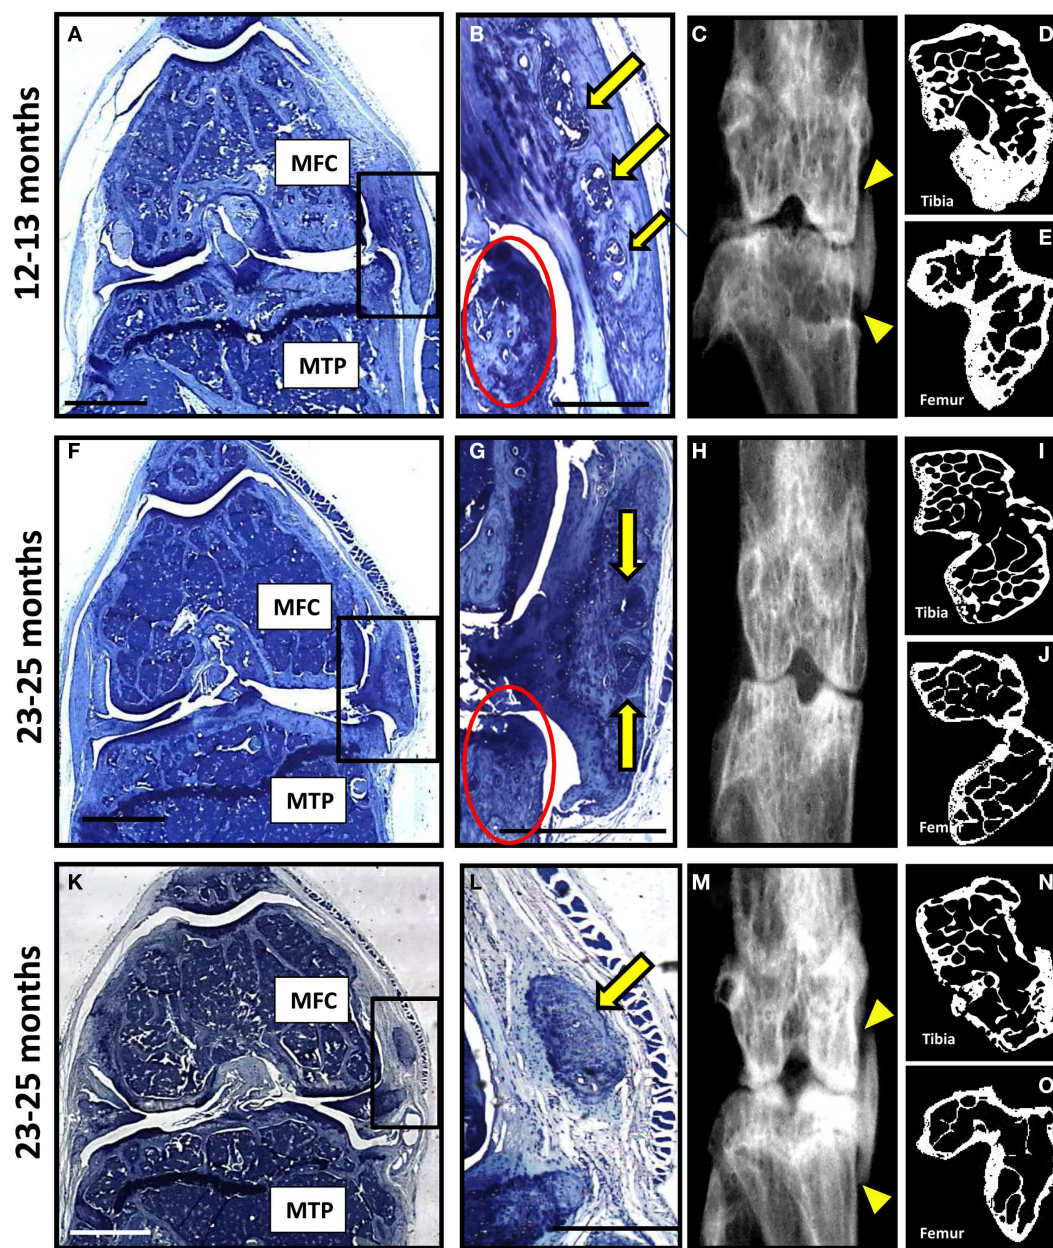 12-13 months
A
MFC
MTP
B
C
D
Tibia
E
Femur
23-25 months
F
MFC
MTP
G
H
I
Tibia
J
Femur
23-25 months
K
MFC
MTP
L
M
N
Tibia
O
Femur